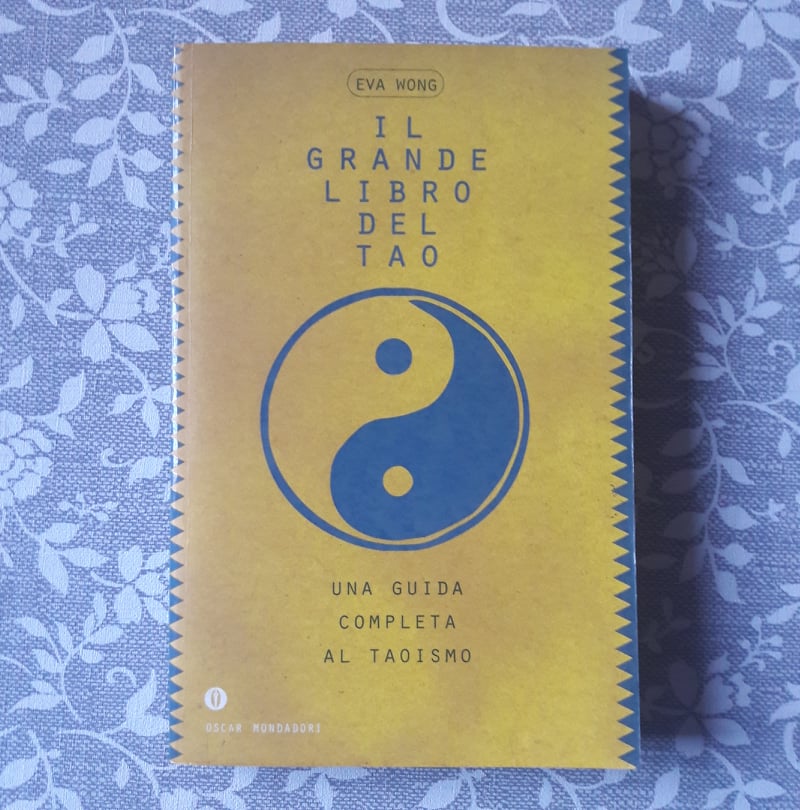 EVA WONG
IL
GRANDE
LIBRO
DEL
TAO
UNA GUIDA
COMPLETA
AL TAOISMO
OSCAR MONDADORI